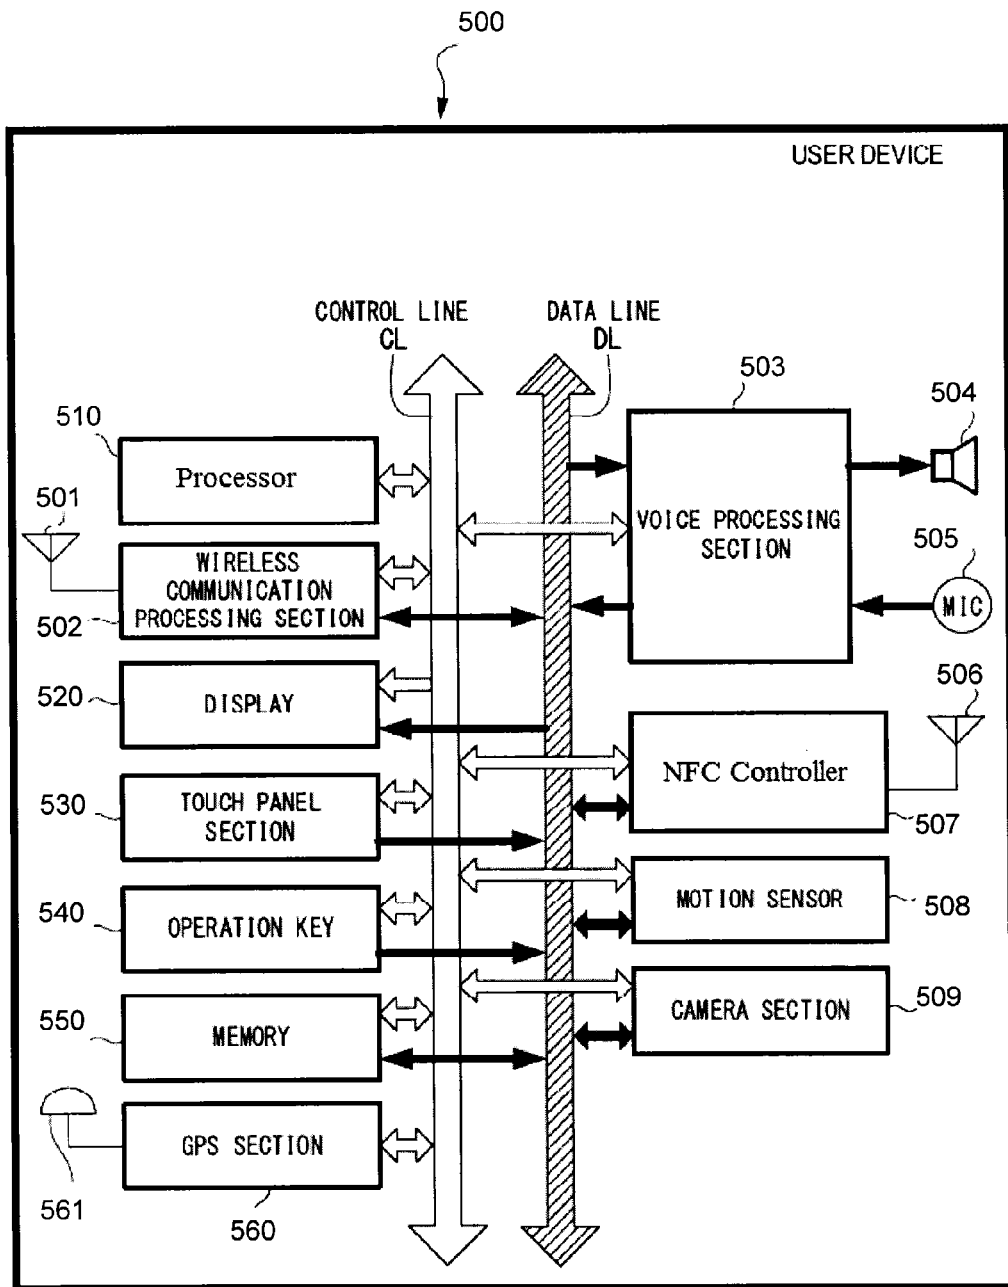 500
USER DEVICE
CONTROL LINE
CL
DATA LINE
DL
503
504
510
Processor
501
VOICE PROCESSING
SECTION
505
MIC
WIRELESS
COMMUNICATION
PROCESSING SECTION
502
506
520
DISPLAY
NFC Controller
507
530
TOUCH PANEL
SECTION
MOTION SENSOR
508
540
OPERATION KEY
509
CAMERA SECTION
550
MEMORY
GPS SECTION
561
560